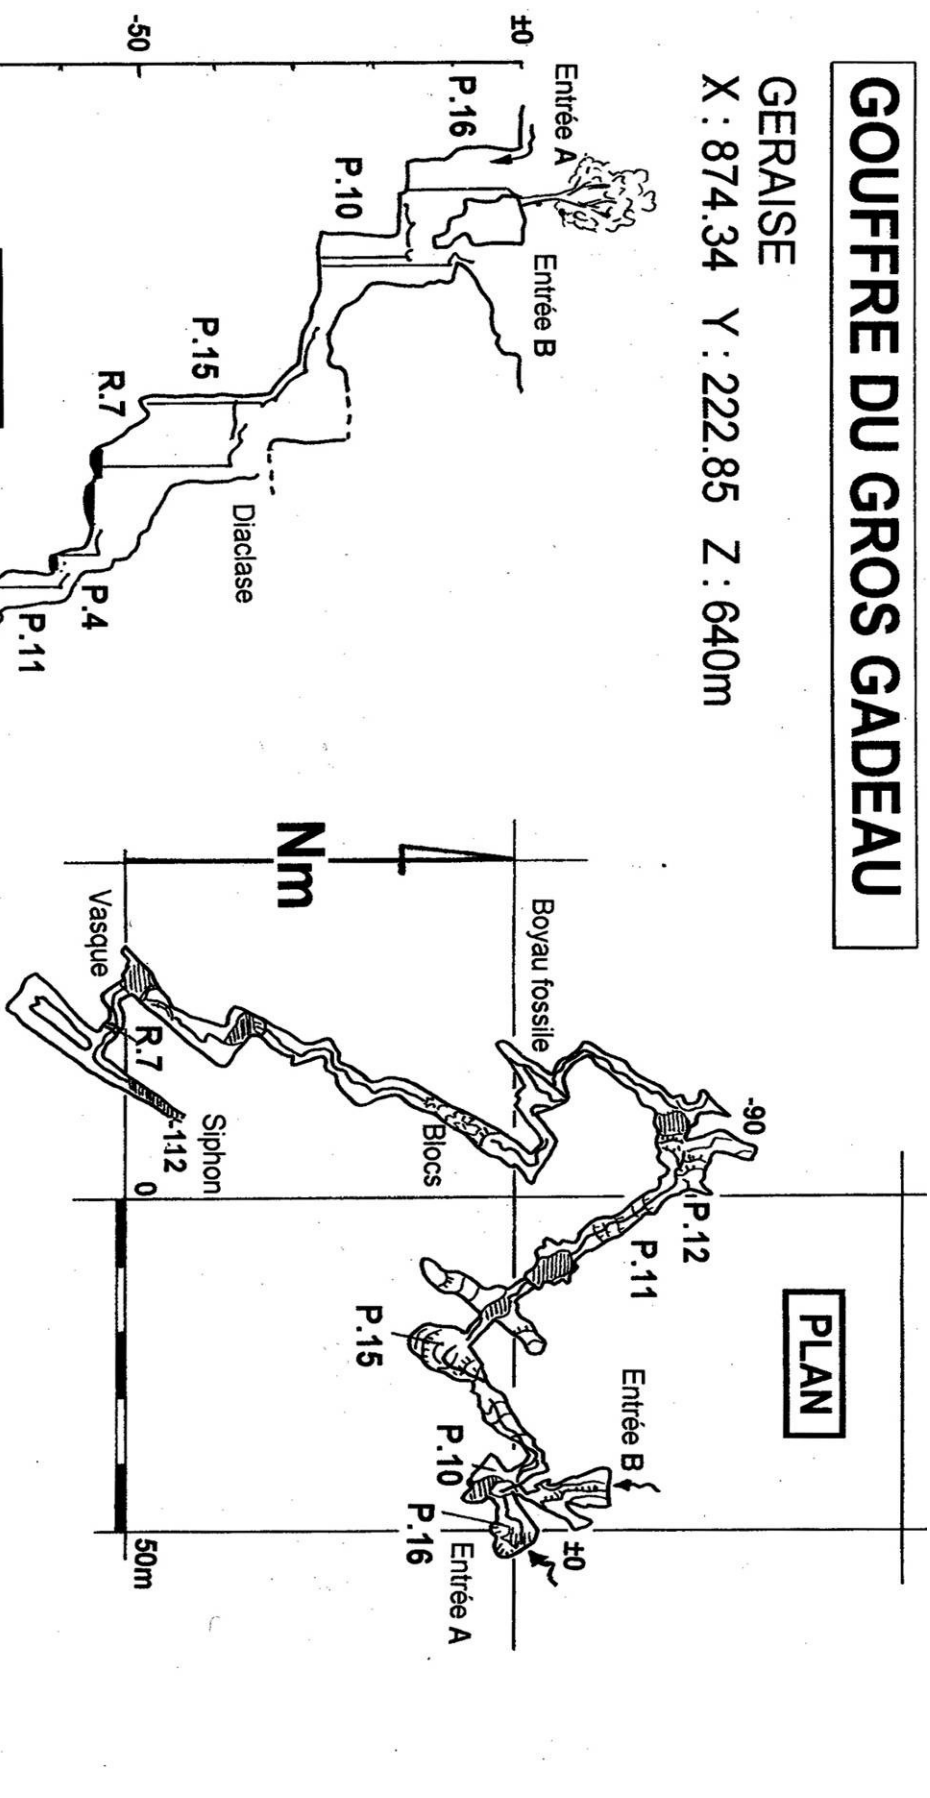 GOUFFRE DU GROS GADEAU
GERAISE
X : 874.34 Y : 222.85 Z : 640m
±0
-50
Entrée A
P.16
P.10
Entrée B
P.15
R.7
Diaclase
P.4
P.11
PLAN
Nm
Boyau fossile
-90
P.12
P.11
Entrée B
P.15
P.10
±0
P.16
Entrée A
Blocs
Vasque
R.7
Siphon
-112
0
50m